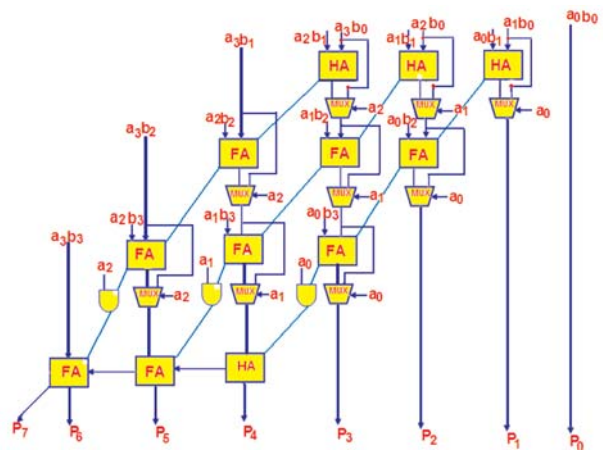 a₂b₁ a₃b₀ a₁b₁ a₂b₀ a₀b₁ a₁b₀ a₀b₀
a₃b₁
HA HA HA
MUX a₂ MUX a₁ MUX a₀
a₂b₂ a₁b₂ a₀b₂
a₃b₂
FA FA FA
MUX a₂ MUX a₁ MUX a₀
a₂b₃ a₁b₃ a₀b₃
a₃b₃
FA FA FA
a₂ a₁ a₀
MUX a₂ MUX a₁ MUX a₀
FA FA HA
P₇ P₆ P₅ P₄ P₃ P₂ P₁ P₀